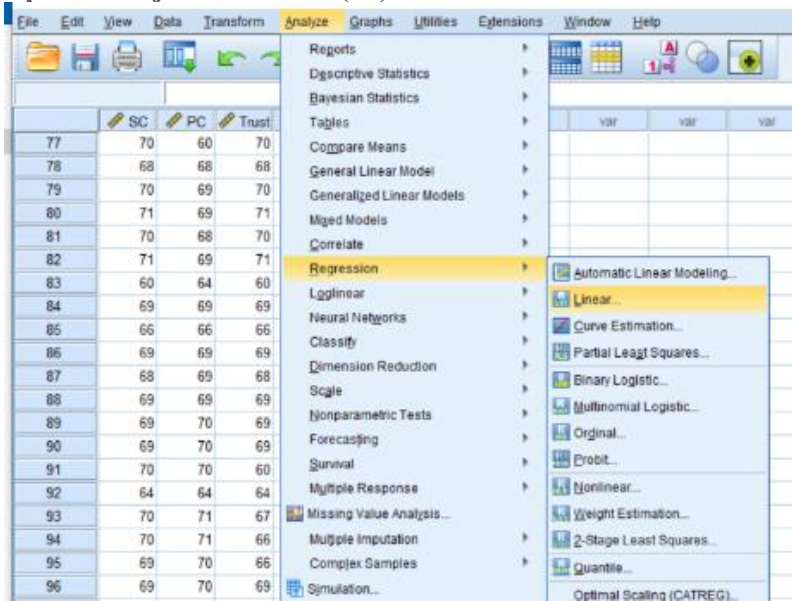 File Edit View Data Transform Analyze Graphs Utilities Extensions Window Help
Reports
Descriptive Statistics
Bayesian Statistics
Tables
Compare Means
General Linear Model
Generalized Linear Models
Mixed Models
Correlate
Regression
Loglinear
Neural Networks
Classify
Dimension Reduction
Scale
Nonparametric Tests
Forecasting
Survival
Multiple Response
Missing Value Analysis...
Multiple Imputation
Complex Samples
Simulation...
Automatic Linear Modeling...
Linear...
Curve Estimation...
Partial Least Squares...
Binary Logistic...
Multinomial Logistic...
Ordinal...
Probit...
Nonlinear...
Weight Estimation...
2-Stage Least Squares...
Quantile...
Optimal Scaling (CATREG)...
SC PC Trust var var var
77 70 60 70
78 68 68 68
79 70 69 70
80 71 69 71
81 70 68 70
82 71 69 71
83 60 64 60
84 69 69 69
85 66 66 66
86 69 69 69
87 68 69 68
88 69 69 69
89 69 70 69
90 69 70 69
91 70 70 60
92 64 64 64
93 70 71 67
94 70 71 66
95 69 70 66
96 69 70 69